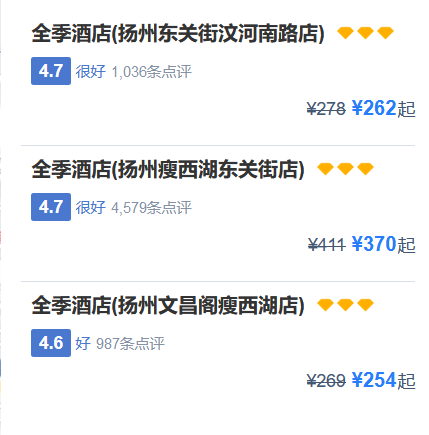 全季酒店(扬州东关街汶河南路店)
4.7 很好 1,036条点评
¥278 ¥262起
全季酒店(扬州瘦西湖东关街店)
4.7 很好 4,579条点评
¥411 ¥370起
全季酒店(扬州文昌阁瘦西湖店)
4.6 好 987条点评
¥269 ¥254起